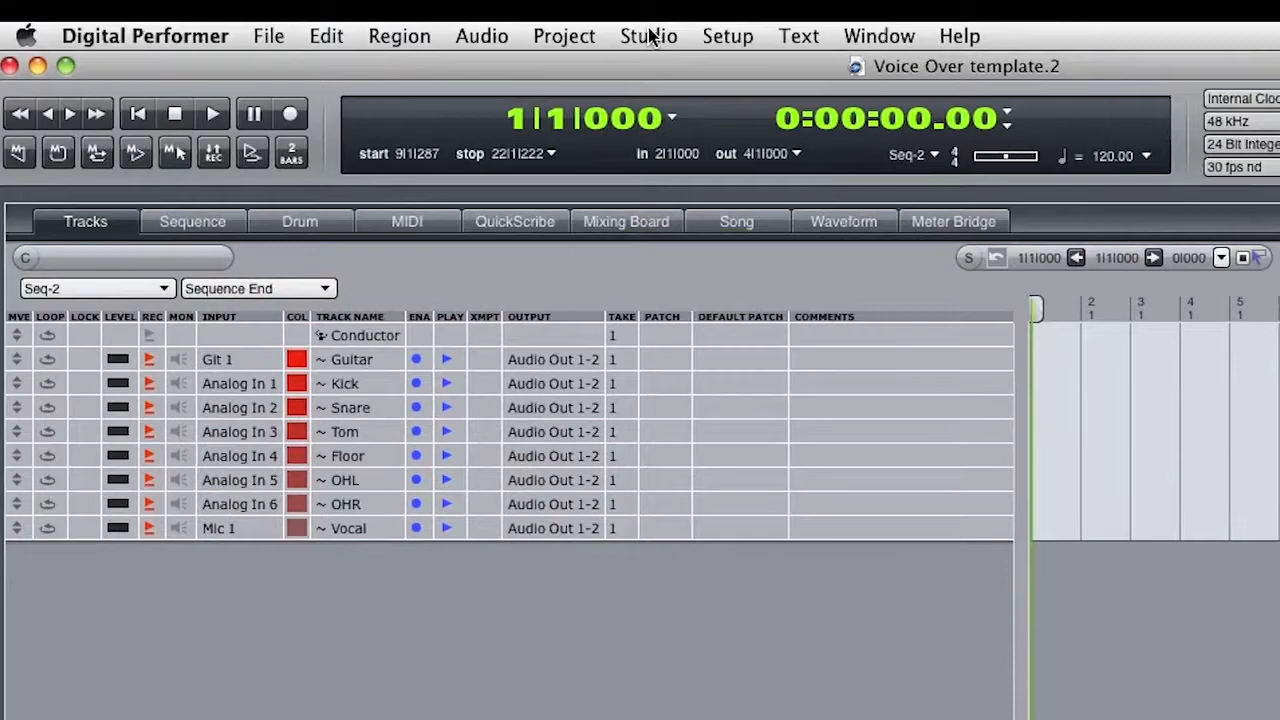 Digital Performer File Edit Region Audio Project Studio Setup Text Window Help
Voice Over template.2
1|1|000 0:00:00.00
start 9|1|287 stop 22|1|222 in 2|1|000 out 4|1|000 Seq-2 4/4 = 120.00
Internal Cloc
48 kHz
24 Bit Intege
30 fps nd
REC 2 BARS
Tracks Sequence Drum MIDI QuickScribe Mixing Board Song Waveform Meter Bridge
C S 1|1|000 1|1|000 0|000
Seq-2 Sequence End
2 3 4 5
1 1 1 1
MVE LOOP LOCK LEVEL REC MON INPUT COL TRACK NAME ENA PLAY XMPT OUTPUT TAKE PATCH DEFAULT PATCH COMMENTS
Conductor 1
Git 1 ~ Guitar Audio Out 1-2 1
Analog In 1 ~ Kick Audio Out 1-2 1
Analog In 2 ~ Snare Audio Out 1-2 1
Analog In 3 ~ Tom Audio Out 1-2 1
Analog In 4 ~ Floor Audio Out 1-2 1
Analog In 5 ~ OHL Audio Out 1-2 1
Analog In 6 ~ OHR Audio Out 1-2 1
Mic 1 ~ Vocal Audio Out 1-2 1